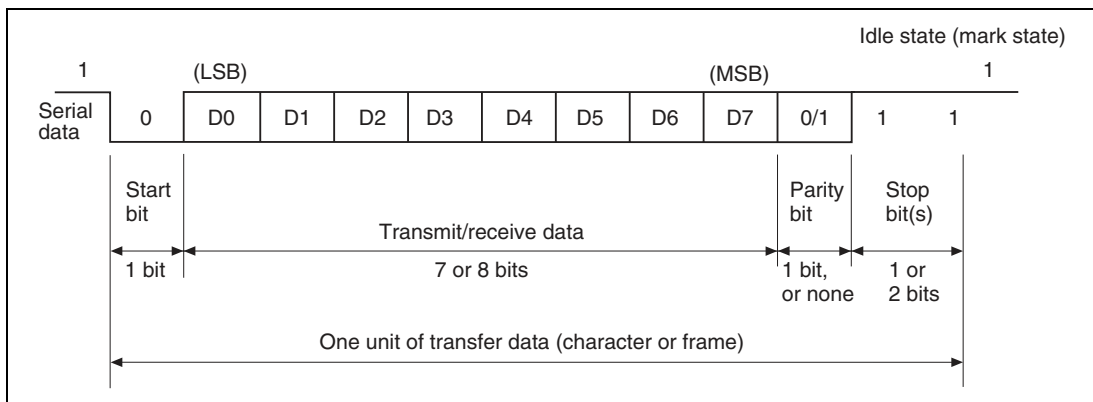 Idle state (mark state)
1 (LSB) (MSB) 1
Serial
data
0 D0 D1 D2 D3 D4 D5 D6 D7 0/1 1 1
Start
bit
Parity
bit
Stop
bit(s)
Transmit/receive data
1 bit
7 or 8 bits
1 bit,
or none
1 or
2 bits
One unit of transfer data (character or frame)